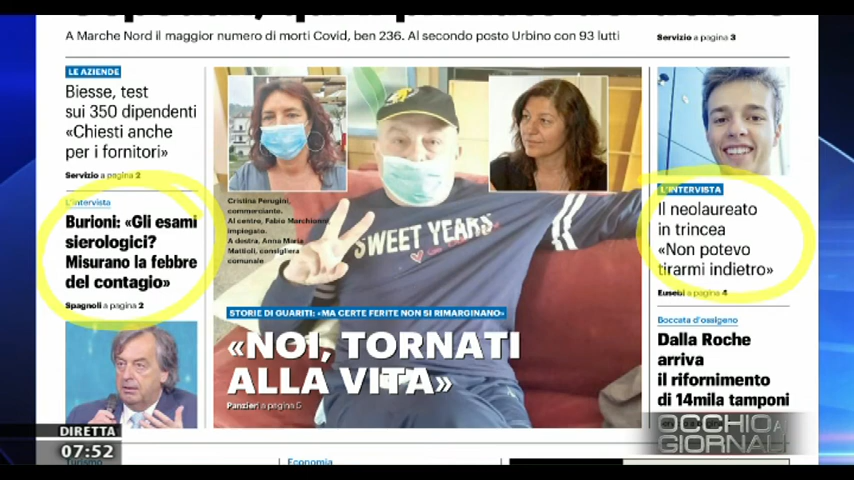 A Marche Nord il maggior numero di morti Covid, ben 236. Al secondo posto Urbino con 93 lutti
Servizio a pagina 3
LE AZIENDE
Biesse, test
sui 350 dipendenti
«Chiesti anche
per i fornitori»
Servizio a pagina 2
L'intervista
Burioni: «Gli esami
sierologici?
Misurano la febbre
del contagio»
Spagnoli a pagina 2
Cristina Perugini,
commerciante.
Al centro, Fabio Marchionni,
impiegato.
A destra, Anna Maria
Mattioli, consigliera
comunale
SWEET YEARS
STORIE DI GUARITI: «MA CERTE FERITE NON SI RIMARGINANO»
«NOI, TORNATI
ALLA VITA»
Panzieri a pagina 5
L'INTERVISTA
Il neolaureato
in trincea
«Non potevo
tirarmi indietro»
Eusebi a pagina 4
Boccata d'ossigeno
Dalla Roche
arriva
il rifornimento
di 14mila tamponi
OCCHIO AI
GIORNALI
DIRETTA
07:52
Turismo
Economia